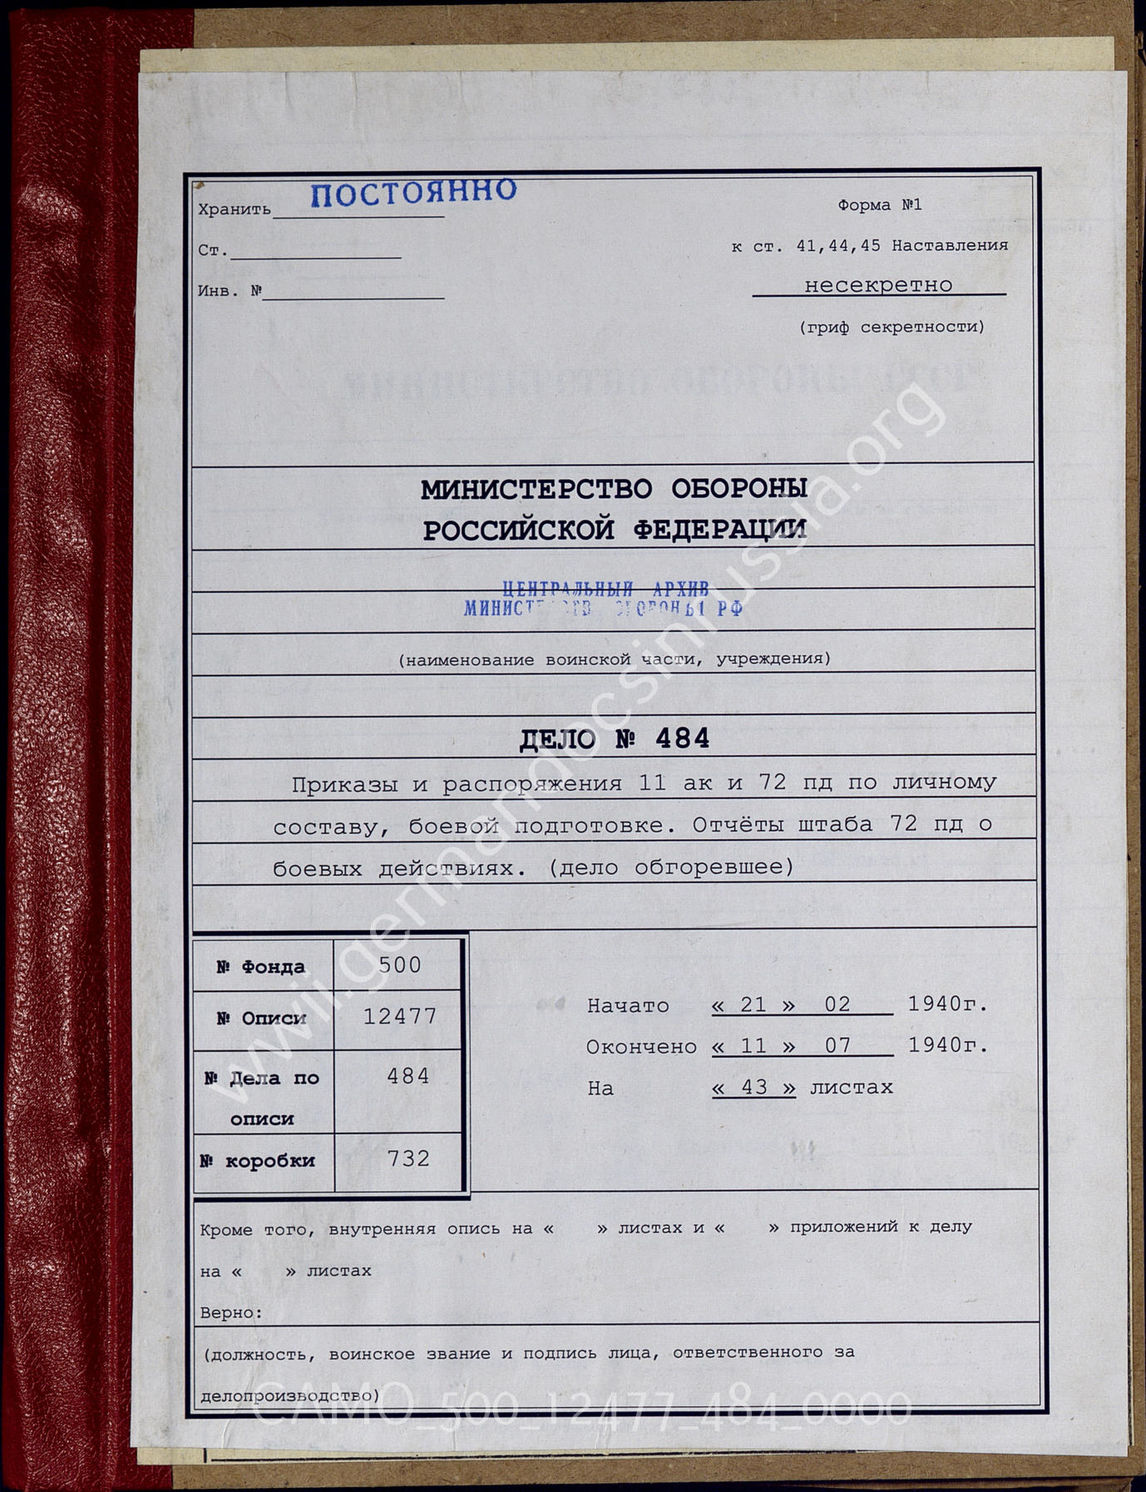 Хранить ПОСТОЯННО
Форма №1
Ст.
к ст. 41,44,45 Наставления
Инв. №
несекретно
(гриф секретности)
МИНИСТЕРСТВО ОБОРОНЫ
РОССИЙСКОЙ ФЕДЕРАЦИИ
ЦЕНТРАЛЬНЫЙ АРХИВ
МИНИСТЕРСТВ ОБОРОНЫ РФ
(наименование воинской части, учреждения)
ДЕЛО № 484
Приказы и распоряжения 11 ак и 72 пд по личному
составу, боевой подготовке. Отчёты штаба 72 пд о
боевых действиях. (дело обгоревшее)
№ Фонда 500
№ Описи 12477
№ Дела по описи 484
№ коробки 732
Начато « 21 » 02 1940г.
Окончено « 11 » 07 1940г.
На « 43 » листах
Кроме того, внутренняя опись на « » листах и « » приложений к делу
на « » листах
Верно:
(должность, воинское звание и подпись лица, ответственного за
делопроизводство)
CAMO_500_12477_484_0000
wwii.germandocsinrussia.org